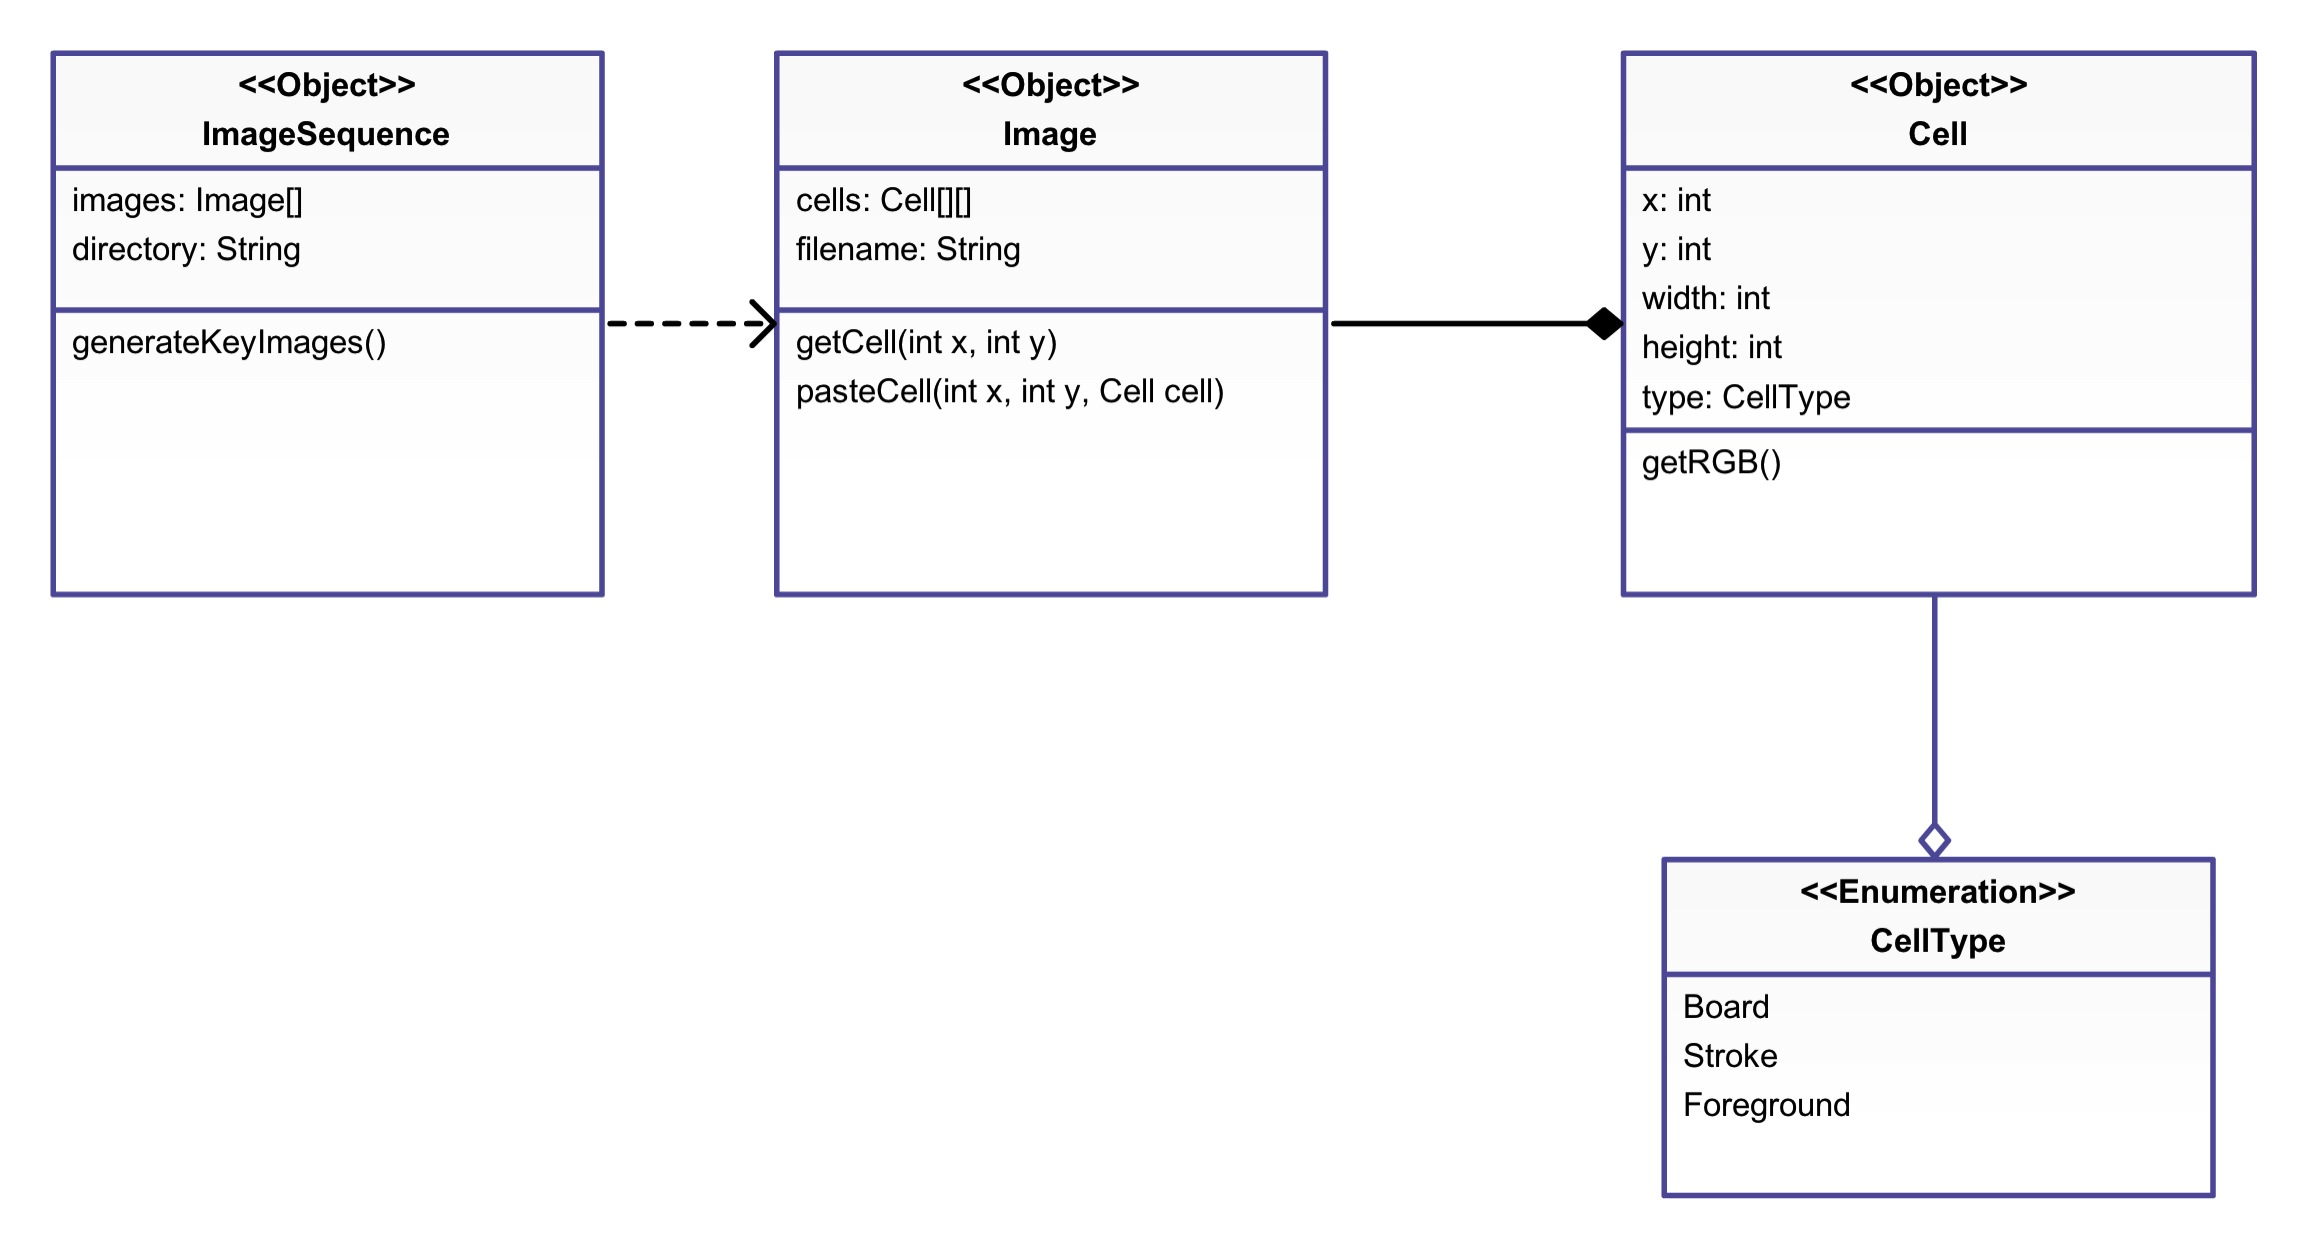 <<Object>>
ImageSequence
images: Image[]
directory: String
generateKeyImages()
<<Object>>
Image
cells: Cell[][]
filename: String
getCell(int x, int y)
pasteCell(int x, int y, Cell cell)
<<Object>>
Cell
x: int
y: int
width: int
height: int
type: CellType
getRGB()
<<Enumeration>>
CellType
Board
Stroke
Foreground